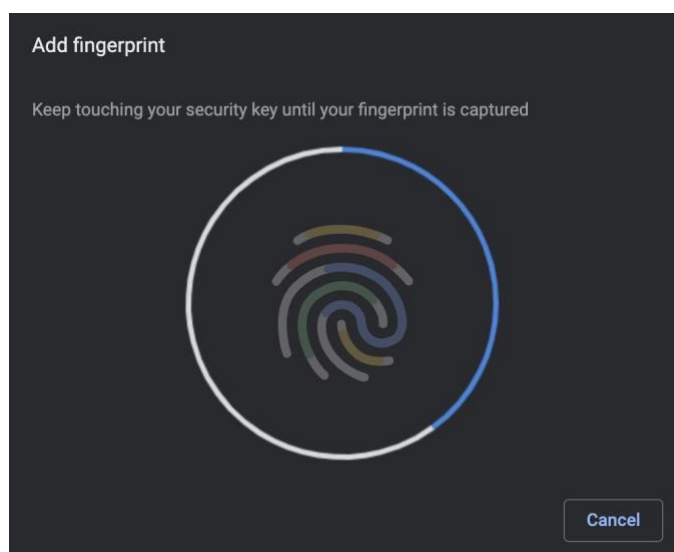 Add fingerprint
Keep touching your security key until your fingerprint is captured
Cancel